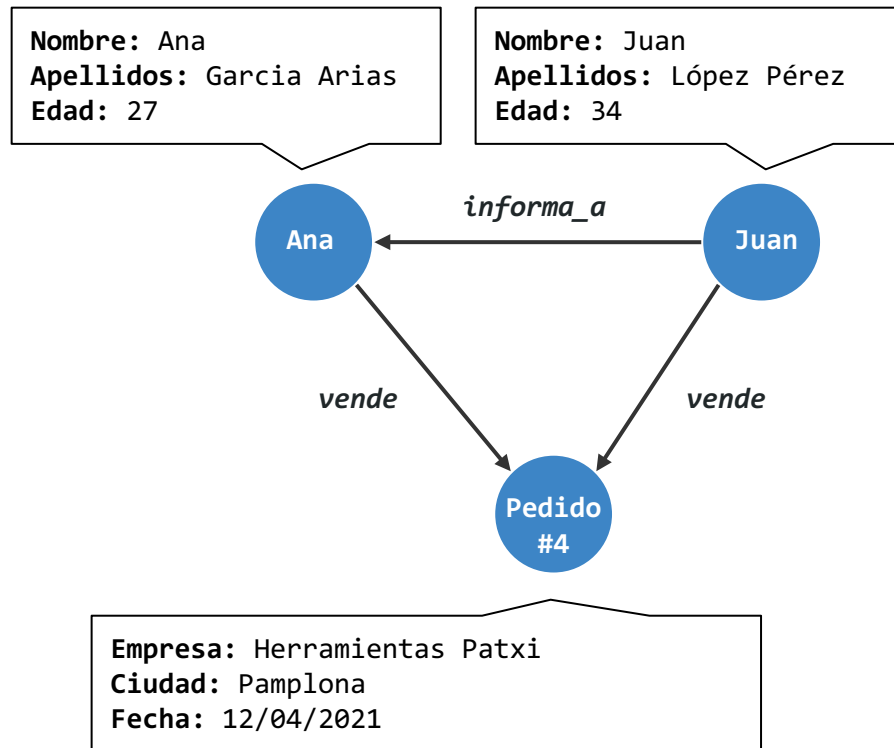 Nombre: Ana
Apellidos: Garcia Arias
Edad: 27
Nombre: Juan
Apellidos: López Pérez
Edad: 34
informa_a
Ana
Juan
vende
vende
Pedido
#4
Empresa: Herramientas Patxi
Ciudad: Pamplona
Fecha: 12/04/2021